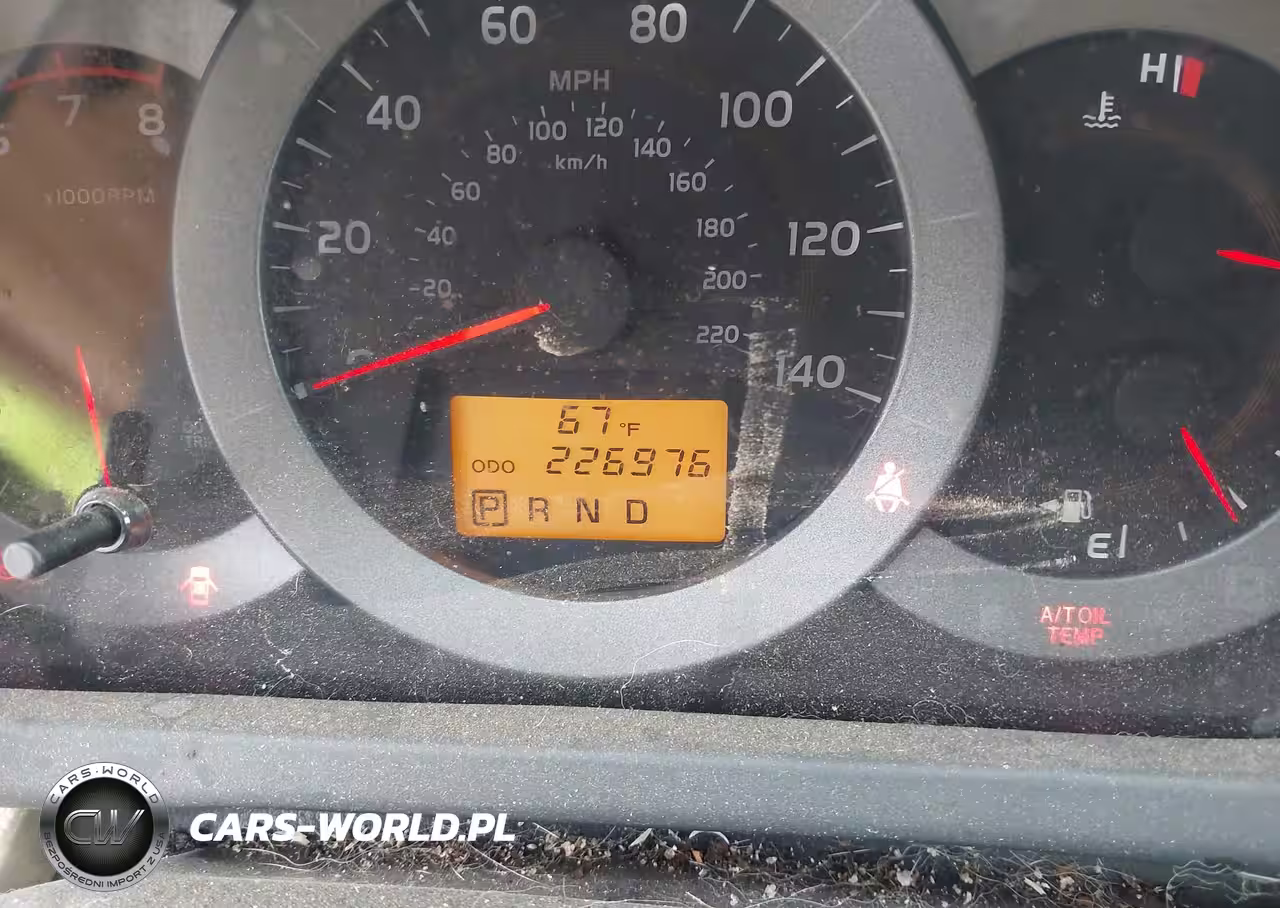 60 80
MPH
40 100
100 120
80 140
km/h
60 160
20 40 180 120
20 200
220
140
7 8
x1000RPM
H
67 °F
ODO 226976
P R N D
E
A/T OIL
TEMP
CARS-WORLD
CW
BEZPOŚREDNI IMPORT Z USA
CARS-WORLD.PL